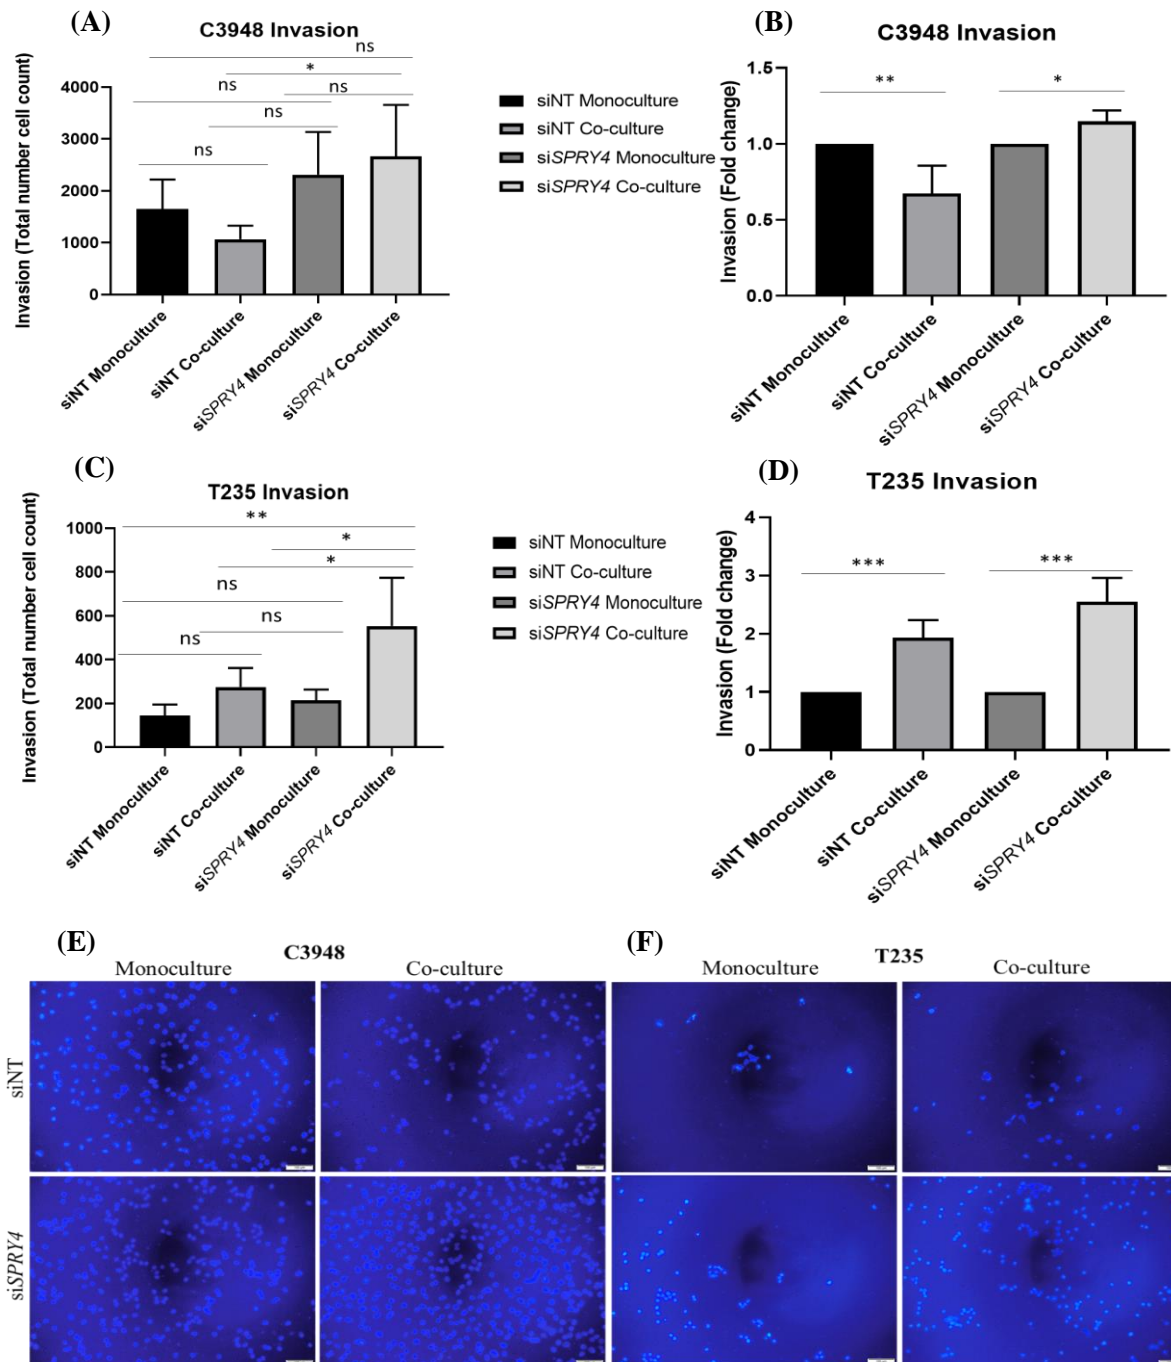 (A)
C3948 Invasion
ns
*
ns
ns
ns
ns
Invasion (Total number cell count)
4000
3000
2000
1000
0
siNT Monoculture
siNT Co-culture
siSPRY4 Monoculture
siSPRY4 Co-culture
siNT Monoculture
siNT Co-culture
siSPRY4 Monoculture
siSPRY4 Co-culture
(B)
C3948 Invasion
**
*
Invasion (Fold change)
1.5
1.0
0.5
0.0
siNT Monoculture
siNT Co-culture
siSPRY4 Monoculture
siSPRY4 Co-culture
(C)
T235 Invasion
**
*
*
ns
ns
ns
Invasion (Total number cell count)
1000
800
600
400
200
0
siNT Monoculture
siNT Co-culture
siSPRY4 Monoculture
siSPRY4 Co-culture
siNT Monoculture
siNT Co-culture
siSPRY4 Monoculture
siSPRY4 Co-culture
(D)
T235 Invasion
***
***
Invasion (Fold change)
4
3
2
1
0
siNT Monoculture
siNT Co-culture
siSPRY4 Monoculture
siSPRY4 Co-culture
(E)
C3948
Monoculture
Co-culture
(F)
T235
Monoculture
Co-culture
siNT
siSPRY4